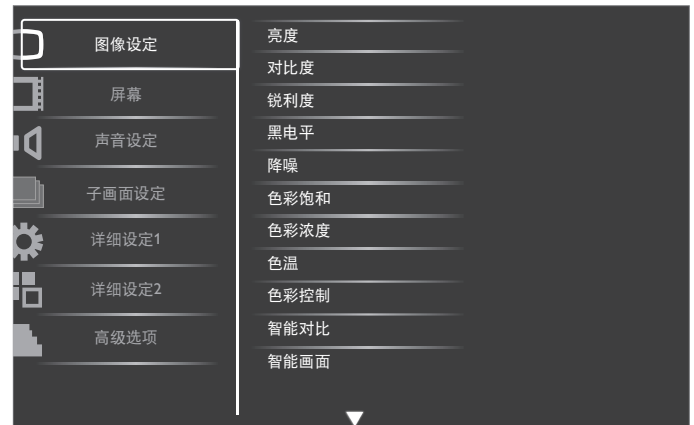 图像设定
屏幕
声音设定
子画面设定
详细设定1
详细设定2
高级选项
亮度
对比度
锐利度
黑电平
降噪
色彩饱和
色彩浓度
色温
色彩控制
智能对比
智能画面